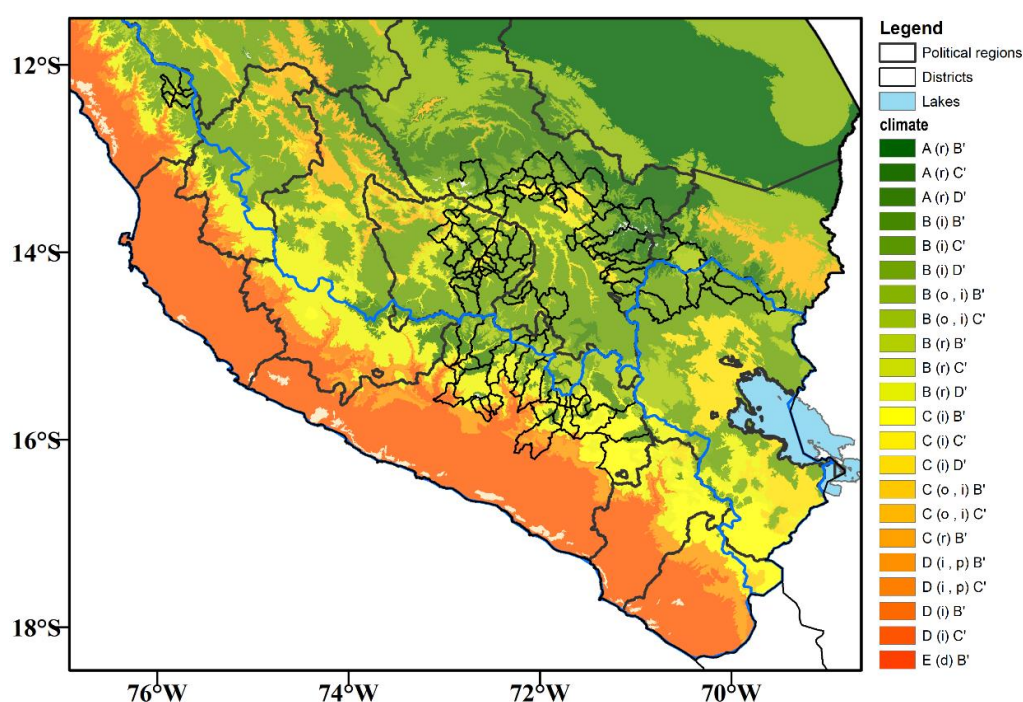 12°S
14°S
16°S
18°S
76°W
74°W
72°W
70°W
Legend
Political regions
Districts
Lakes
climate
A (r) B'
A (r) C'
A (r) D'
B (i) B'
B (i) C'
B (i) D'
B (o , i) B'
B (o , i) C'
B (r) B'
B (r) C'
B (r) D'
C (i) B'
C (i) C'
C (i) D'
C (o , i) B'
C (o , i) C'
C (r) B'
D (i , p) B'
D (i , p) C'
D (i) B'
D (i) C'
E (d) B'